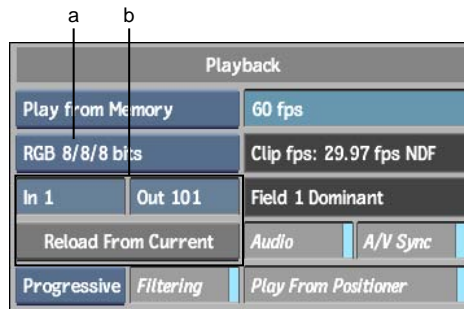 a b
Playback
Play from Memory 60 fps
RGB 8/8/8 bits Clip fps: 29.97 fps NDF
In 1 Out 101 Field 1 Dominant
Reload From Current Audio A/V Sync
Progressive Filtering Play From Positioner